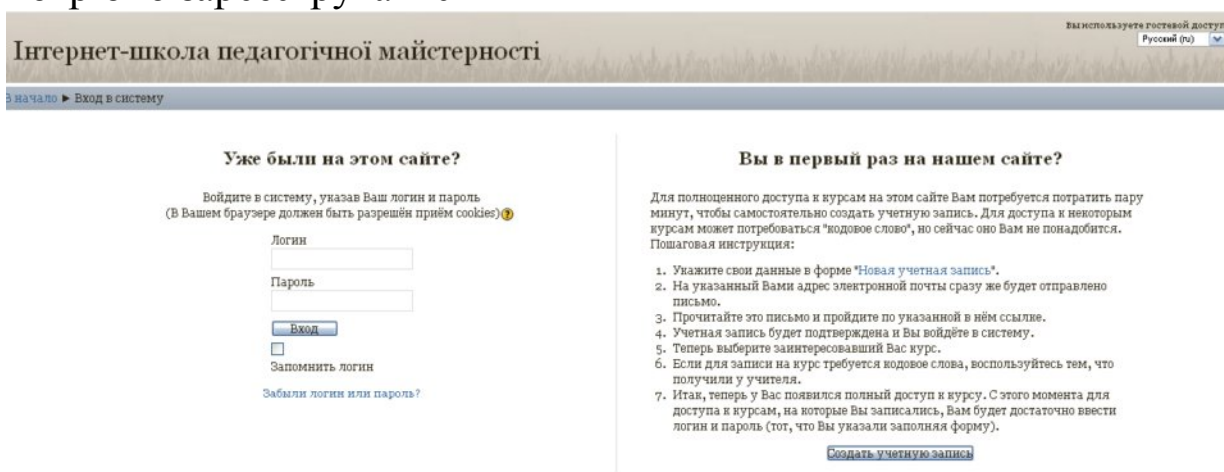 Вы используете гостевой доступ
Русский (ru)
Інтернет-школа педагогічної майстерності
В начало ► Вход в систему
Уже были на этом сайте?
Войдите в систему, указав Ваш логин и пароль
(В Вашем браузере должен быть разрешён приём cookies)
Логин
Пароль
Вход
Запомнить логин
Забыли логин или пароль?
Вы в первый раз на нашем сайте?
Для полноценного доступа к курсам на этом сайте Вам потребуется потратить пару
минут, чтобы самостоятельно создать учетную запись. Для доступа к некоторым
курсам может потребоваться "кодовое слово", но сейчас оно Вам не понадобится.
Пошаговая инструкция:
1. Укажите свои данные в форме "Новая учетная запись".
2. На указанный Вами адрес электронной почты сразу же будет отправлено
письмо.
3. Прочитайте это письмо и пройдите по указанной в нём ссылке.
4. Учетная запись будет подтверждена и Вы войдёте в систему.
5. Теперь выберите заинтересовавший Вас курс.
6. Если для записи на курс требуется кодовое слова, воспользуйтесь тем, что
получили у учителя.
7. Итак, теперь у Вас появился полный доступ к курсу. С этого момента для
доступа к курсам, на которые Вы записались, Вам будет достаточно ввести
логин и пароль (тот, что Вы указали заполняя форму).
Создать учетную запись